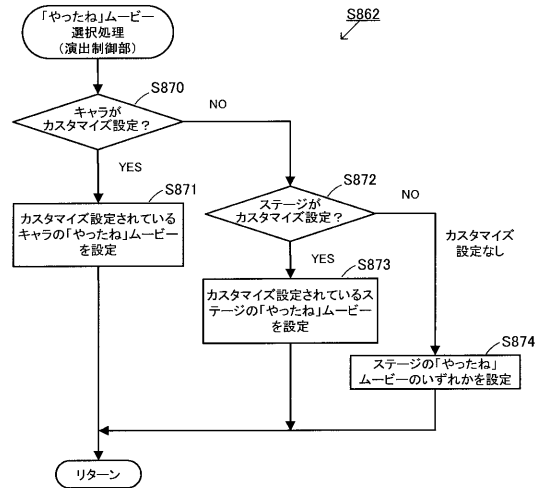 「やったね」ムービー
選択処理
(演出制御部)
S862
S870
キャラが
カスタマイズ設定？
NO
YES
S871
カスタマイズ設定されている
キャラの「やったね」ムービー
を設定
S872
ステージが
カスタマイズ設定？
NO
カスタマイズ
設定なし
YES
S873
カスタマイズ設定されているス
テージの「やったね」ムービー
を設定
S874
ステージの「やったね」
ムービーのいずれかを設定
リターン